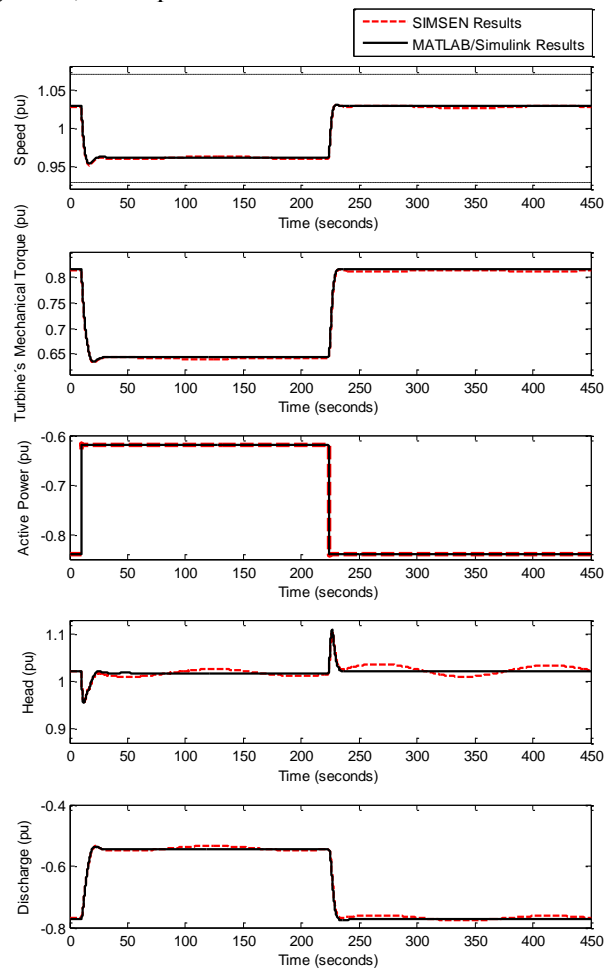 SIMSEN Results
MATLAB/Simulink Results
Speed (pu)
1.05
1
0.95
0 50 100 150 200 250 300 350 400 450
Time (seconds)
Turbine´s Mechanical Torque (pu)
0.8
0.75
0.7
0.65
0 50 100 150 200 250 300 350 400 450
Time (seconds)
Active Power (pu)
-0.6
-0.7
-0.8
0 50 100 150 200 250 300 350 400 450
Time (seconds)
Head (pu)
1.1
1
0.9
0 50 100 150 200 250 300 350 400 450
Time (seconds)
Discharge (pu)
-0.4
-0.6
-0.8
0 50 100 150 200 250 300 350 400 450
Time (seconds)